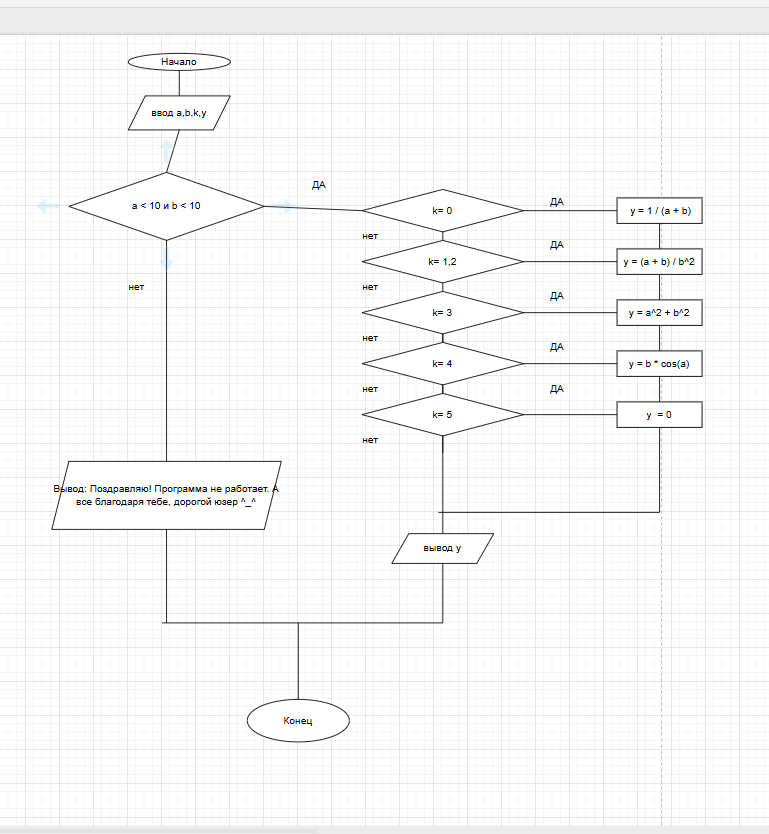 Начало
ввод a,b,k,y
a < 10 и b < 10
ДА
нет
k= 0
ДА
y = 1 / (a + b)
нет
k= 1,2
ДА
y = (a + b) / b^2
нет
k= 3
ДА
y = a^2 + b^2
нет
k= 4
ДА
y = b * cos(a)
нет
k= 5
ДА
y = 0
нет
Вывод: Поздравляю! Программа не работает. А
все благодаря тебе, дорогой юзер ^_^
вывод y
Конец